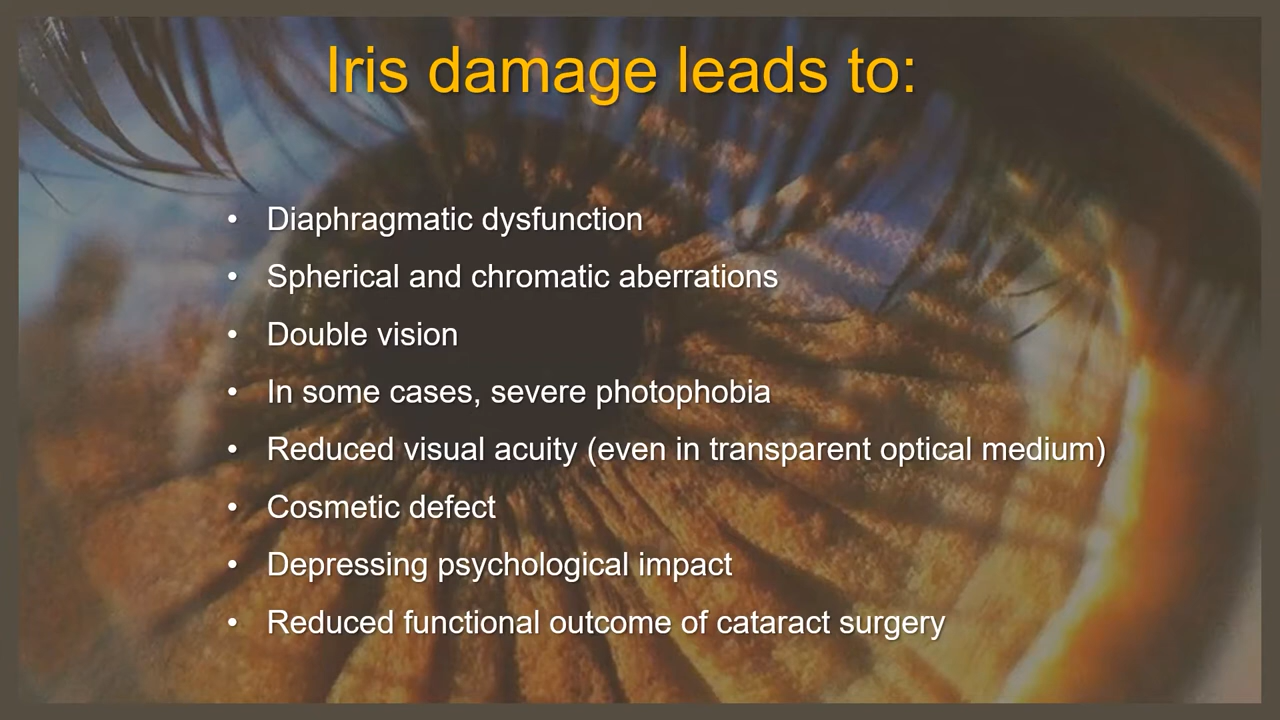 Iris damage leads to:
• Diaphragmatic dysfunction
• Spherical and chromatic aberrations
• Double vision
• In some cases, severe photophobia
• Reduced visual acuity (even in transparent optical medium)
• Cosmetic defect
• Depressing psychological impact
• Reduced functional outcome of cataract surgery